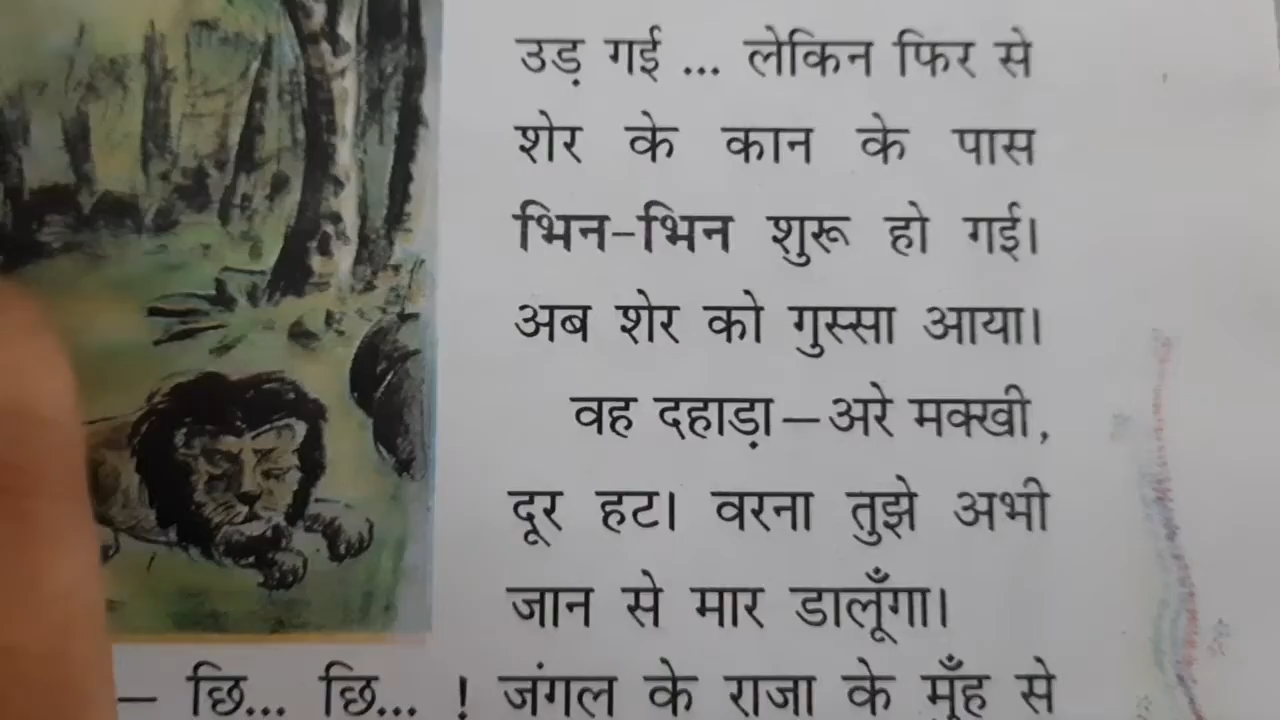 उड़ गई ... लेकिन फिर से
शेर के कान के पास
भिन-भिन शुरू हो गई।
अब शेर को गुस्सा आया।
वह दहाड़ा—अरे मक्खी,
दूर हट। वरना तुझे अभी
जान से मार डालूँगा।
— छि... छि... ! जंगल के राजा के मुँह से